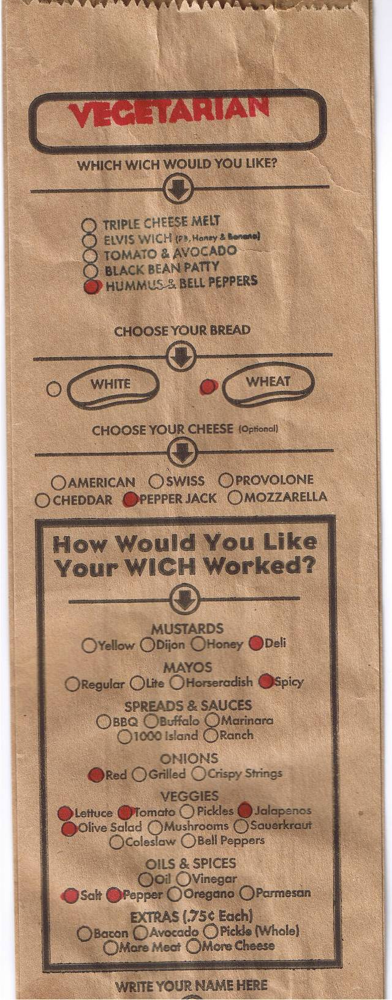 VEGETARIAN
WHICH WICH WOULD YOU LIKE?
TRIPLE CHEESE MELT
ELVIS WICH (PB, Honey & Banana)
TOMATO & AVOCADO
BLACK BEAN PATTY
HUMMUS & BELL PEPPERS
CHOOSE YOUR BREAD
WHITE WHEAT
CHOOSE YOUR CHEESE (Optional)
AMERICAN SWISS PROVOLONE
CHEDDAR PEPPER JACK MOZZARELLA
How Would You Like
Your WICH Worked?
MUSTARDS
Yellow Dijon Honey Deli
MAYOS
Regular Lite Horseradish Spicy
SPREADS & SAUCES
BBQ Buffalo Marinara
1000 Island Ranch
ONIONS
Red Grilled Crispy Strings
VEGGIES
Lettuce Tomato Pickles Jalapenos
Olive Salad Mushrooms Sauerkraut
Coleslaw Bell Peppers
OILS & SPICES
Oil Vinegar
Salt Pepper Oregano Parmesan
EXTRAS (.75¢ Each)
Bacon Avocado Pickle (Whole)
More Meat More Cheese
WRITE YOUR NAME HERE